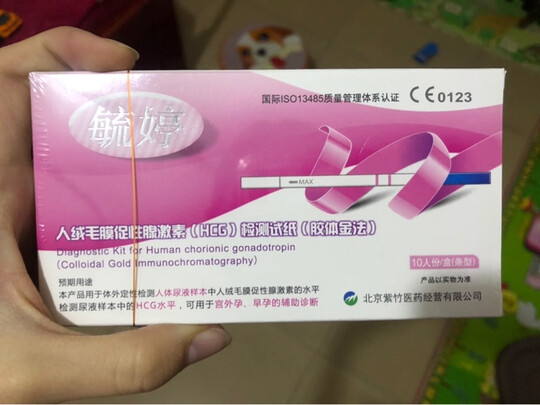 国际ISO13485质量管理体系认证 CE0123
毓婷
MAX
人绒毛膜促性腺激素（HCG）检测试纸（胶体金法）
Diagnostic Kit for Human chorionic gonadotropin
(Colloidal Gold Immunochromatography)
10人份/盒(条型)
产品以实物为准
预期用途
本产品用于体外定性检测人体尿液样本中人绒毛膜促性腺激素的水平
检测尿液样本中的HCG水平，可用于宫外孕、早孕的辅助诊断
北京紫竹医药经营有限公司